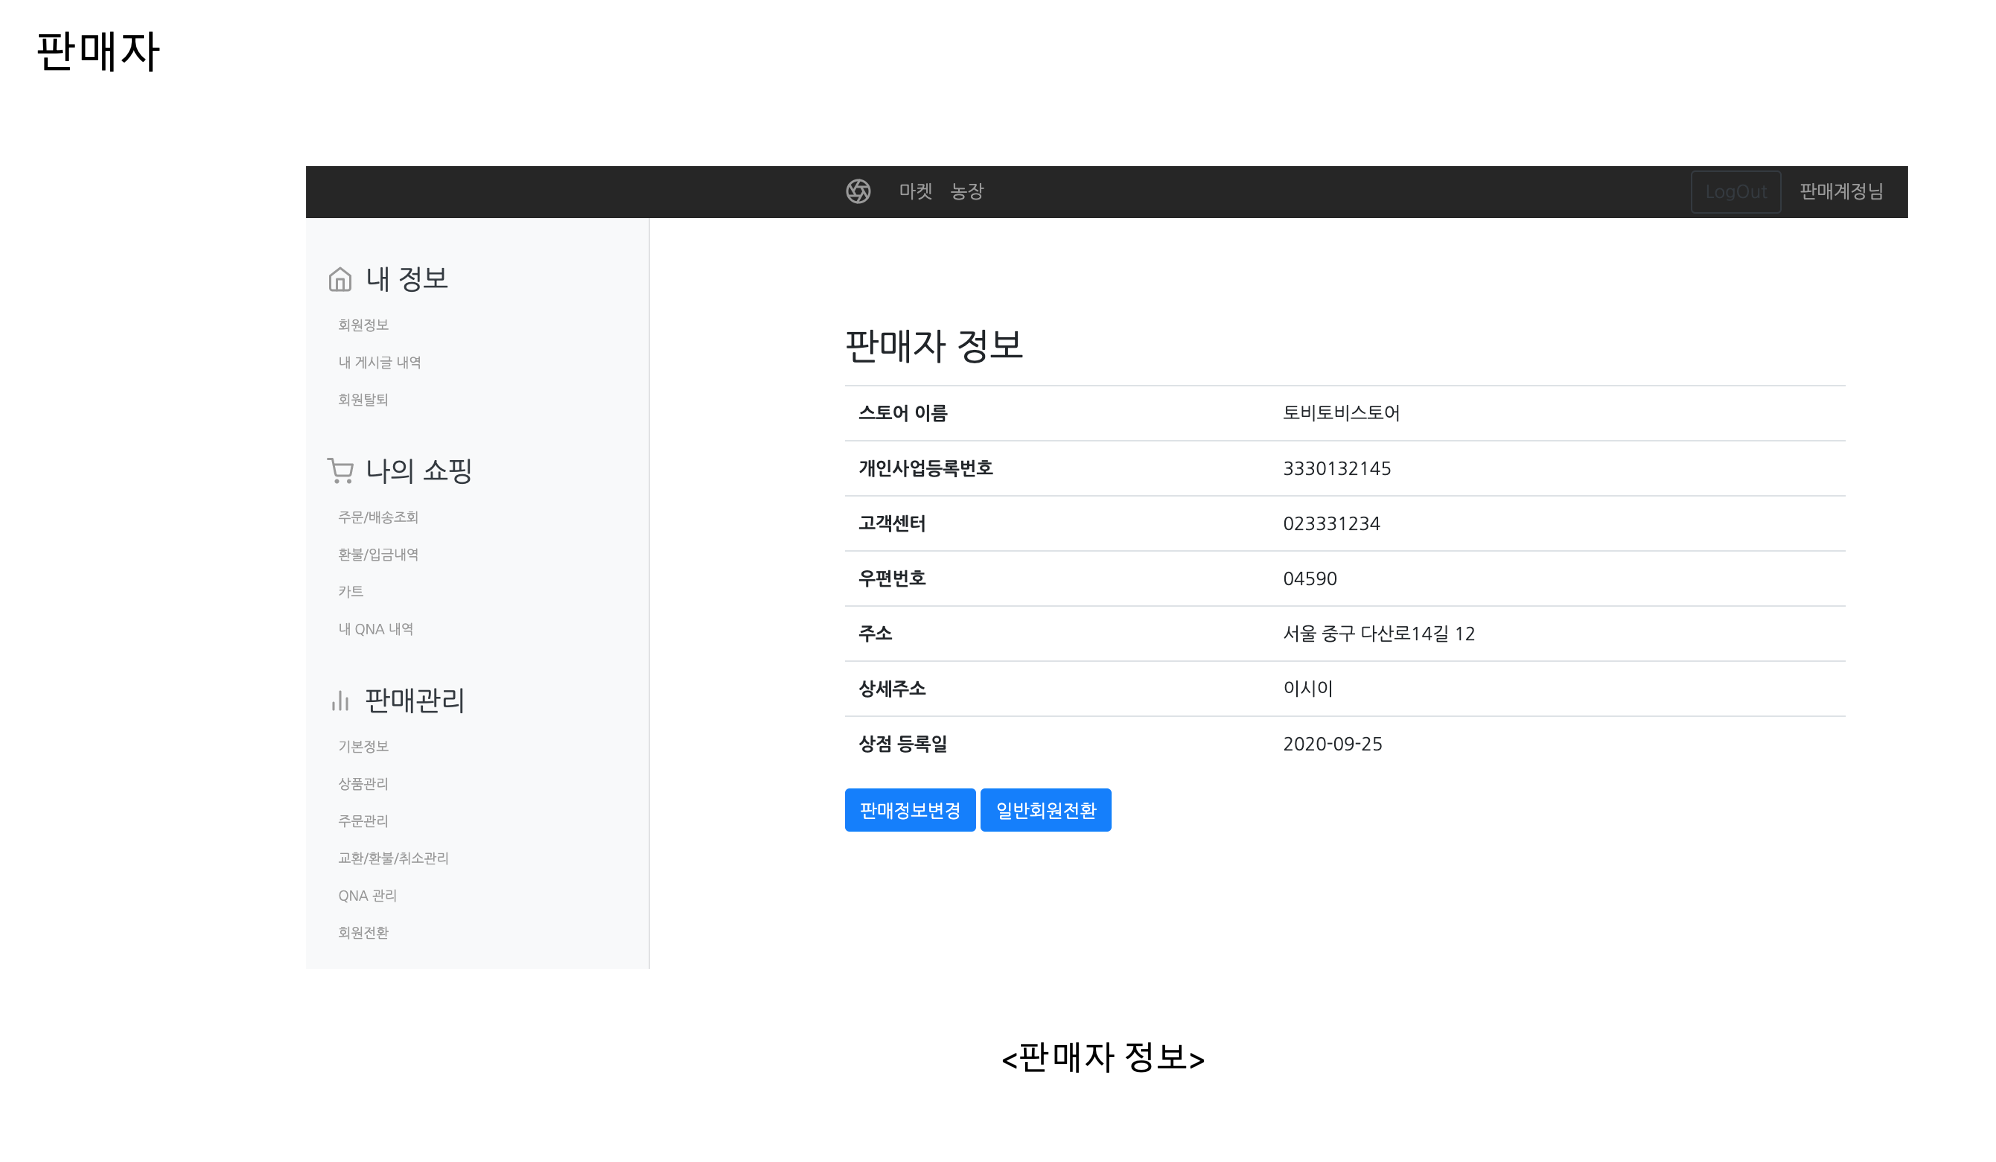 판매자
마켓 농장 LogOut 판매계정님
내 정보
회원정보
내 게시글 내역
회원탈퇴
나의 쇼핑
주문/배송조회
환불/입금내역
카트
내 QNA 내역
판매관리
기본정보
상품관리
주문관리
교환/환불/취소관리
QNA 관리
회원전환
판매자 정보
스토어 이름 토비토비스토어
개인사업등록번호 3330132145
고객센터 023331234
우편번호 04590
주소 서울 중구 다산로14길 12
상세주소 이시이
상점 등록일 2020-09-25
판매정보변경 일반회원전환
<판매자 정보>